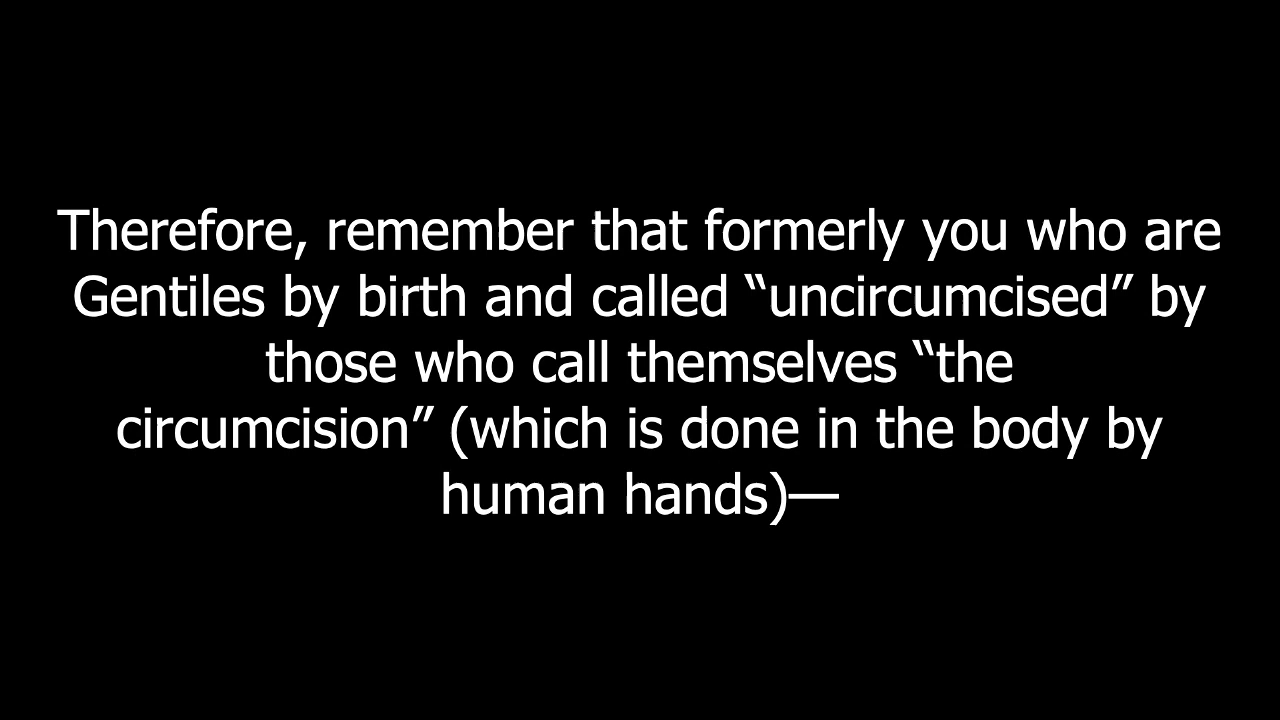 Therefore, remember that formerly you who are
Gentiles by birth and called “uncircumcised” by
those who call themselves “the
circumcision” (which is done in the body by
human hands)—